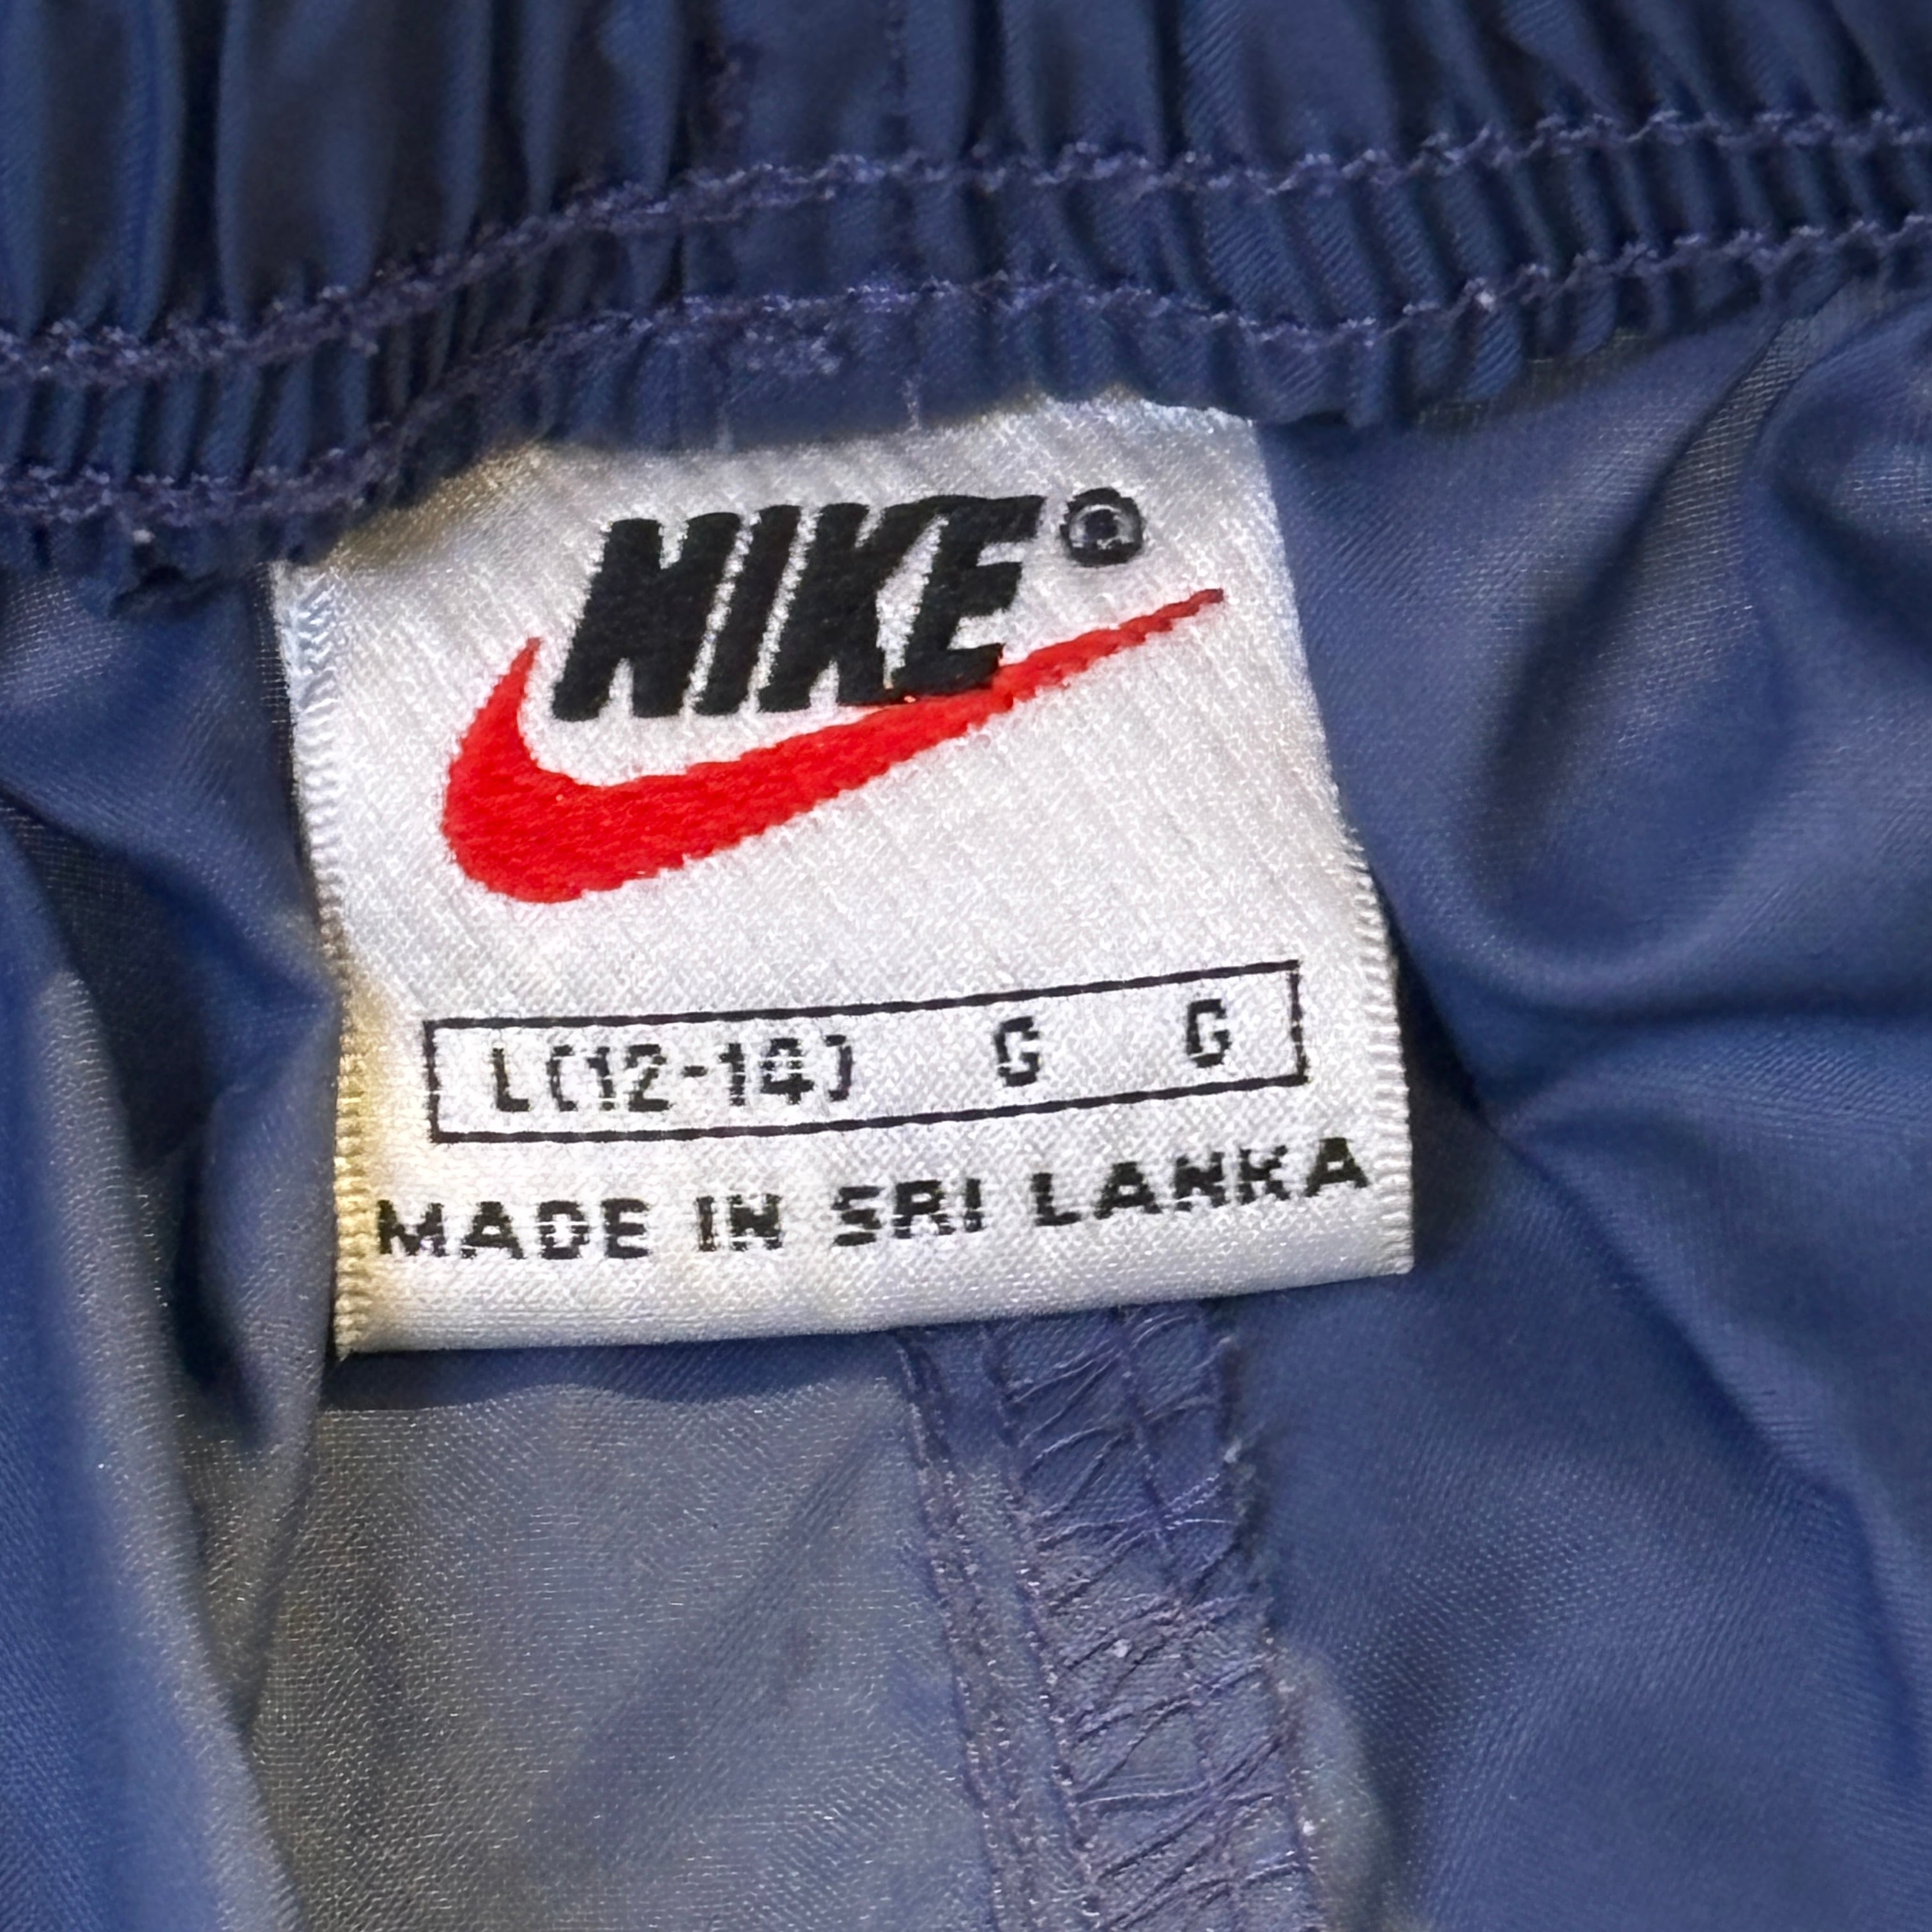 NIKE®
L(12-14) G G
MADE IN SRI LANKA